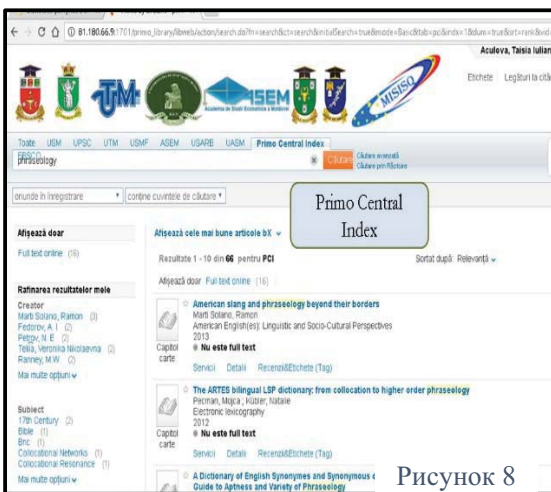 81.180.66.9:1701/primo_library/libweb/action/search.do?fn=search&ct=search&initialSearch=true&mode=Basic&tab=pci&indx=1&dum=true&srt=rank&vid=
Aculova, Taisia Iulian
Etichete Legături la cită
UTM
ASEM
Academia de Studii Economice a Moldovei
MISISQ
Toate USM UPSC UTM USMF ASEM USARB UASM Primo Central Index
EBSCO
phraseology
Căutare
Căutare avansată
Căutare prin Răsfoire
oriunde în înregistrare
conține cuvintele de căutare
Primo Central
Index
Afișează doar
Full text online (16)
Rafinarea rezultatelor mele
Creator
Marti Solano, Ramon (3)
Fedorov, A. I (2)
Petrov, N. E (2)
Telija, Veronika Nikolaevna (2)
Ranney, M.W (2)
Mai multe opțiuni
Subiect
17th Century (2)
Bible (1)
Bnc (1)
Collocational Networks (1)
Collocational Resonance (1)
Mai multe opțiuni
Afișează cele mai bune articole bX
Rezultate 1 - 10 din 66 pentru PCI
Sortat după: Relevanță
Afișează doar Full text online (16)
Capitol
carte
American slang and phraseology beyond their borders
Marti Solano, Ramon
American English(es): Linguistic and Socio-Cultural Perspectives
2013
Nu este full text
Servicii Detalii Recenzii&Etichete (Tag)
Capitol
carte
The ARTES bilingual LSP dictionary: from collocation to higher order phraseology
Pecman, Mojca ; Kübler, Natalie
Electronic lexicography
2012
Nu este full text
Servicii Detalii Recenzii&Etichete (Tag)
A Dictionary of English Synonymes and Synonymous
Guide to Aptness and Variety of Phraseology
Рисунок 8